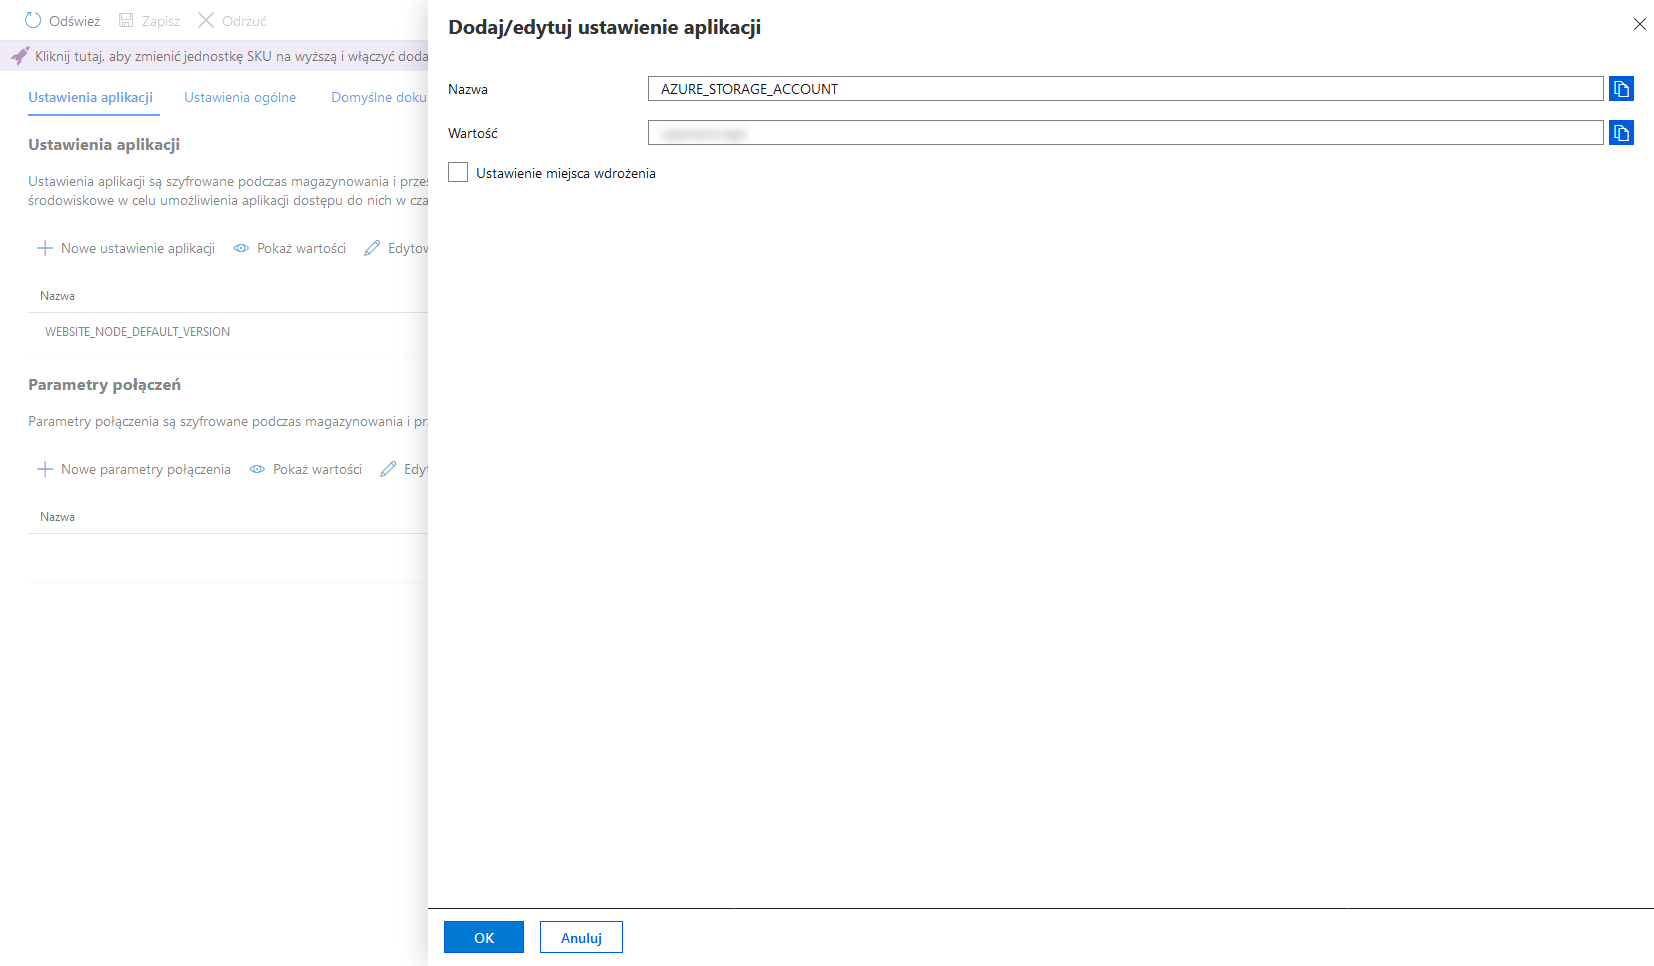 Odśwież Zapisz Odrzuć
Kliknij tutaj, aby zmienić jednostkę SKU na wyższą i włączyć doda
Ustawienia aplikacji Ustawienia ogólne Domyślne doku
Ustawienia aplikacji
Ustawienia aplikacji są szyfrowane podczas magazynowania i prze
środowiskowe w celu umożliwienia aplikacji dostępu do nich w cza
Nowe ustawienie aplikacji Pokaż wartości Edytow
Nazwa
WEBSITE_NODE_DEFAULT_VERSION
Parametry połączeń
Parametry połączenia są szyfrowane podczas magazynowania i pr
Nowe parametry połączenia Pokaż wartości Edyt
Nazwa
Dodaj/edytuj ustawienie aplikacji
Nazwa AZURE_STORAGE_ACCOUNT
Wartość
Ustawienie miejsca wdrożenia
OK Anuluj